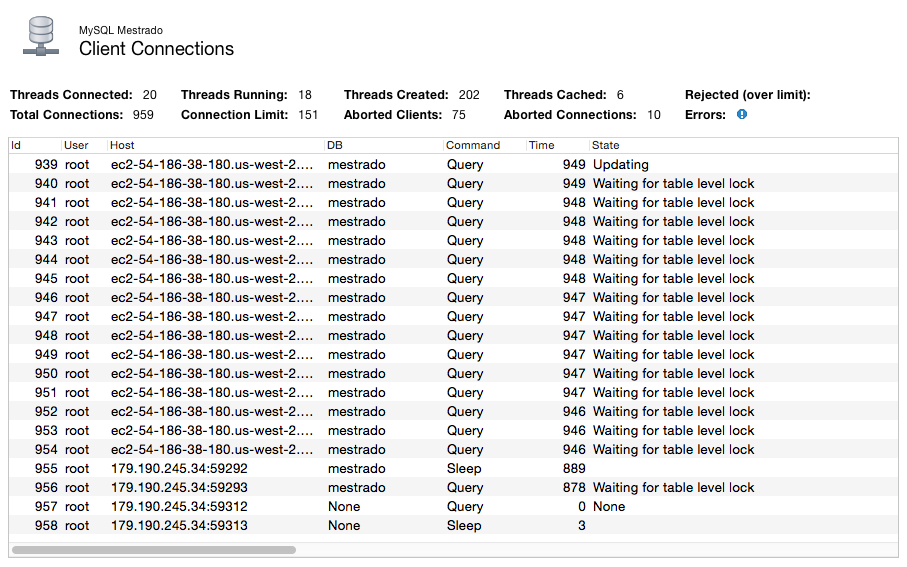 MySQL Mestrado
Client Connections
Threads Connected: 20 Threads Running: 18 Threads Created: 202 Threads Cached: 6 Rejected (over limit):
Total Connections: 959 Connection Limit: 151 Aborted Clients: 75 Aborted Connections: 10 Errors:
Id User Host DB Command Time State
939 root ec2-54-186-38-180.us-west-2.... mestrado Query 949 Updating
940 root ec2-54-186-38-180.us-west-2.... mestrado Query 949 Waiting for table level lock
941 root ec2-54-186-38-180.us-west-2.... mestrado Query 948 Waiting for table level lock
942 root ec2-54-186-38-180.us-west-2.... mestrado Query 948 Waiting for table level lock
943 root ec2-54-186-38-180.us-west-2.... mestrado Query 948 Waiting for table level lock
944 root ec2-54-186-38-180.us-west-2.... mestrado Query 948 Waiting for table level lock
945 root ec2-54-186-38-180.us-west-2.... mestrado Query 948 Waiting for table level lock
946 root ec2-54-186-38-180.us-west-2.... mestrado Query 947 Waiting for table level lock
947 root ec2-54-186-38-180.us-west-2.... mestrado Query 947 Waiting for table level lock
948 root ec2-54-186-38-180.us-west-2.... mestrado Query 947 Waiting for table level lock
949 root ec2-54-186-38-180.us-west-2.... mestrado Query 947 Waiting for table level lock
950 root ec2-54-186-38-180.us-west-2.... mestrado Query 947 Waiting for table level lock
951 root ec2-54-186-38-180.us-west-2.... mestrado Query 947 Waiting for table level lock
952 root ec2-54-186-38-180.us-west-2.... mestrado Query 946 Waiting for table level lock
953 root ec2-54-186-38-180.us-west-2.... mestrado Query 946 Waiting for table level lock
954 root ec2-54-186-38-180.us-west-2.... mestrado Query 946 Waiting for table level lock
955 root 179.190.245.34:59292 mestrado Sleep 889
956 root 179.190.245.34:59293 mestrado Query 878 Waiting for table level lock
957 root 179.190.245.34:59312 None Query 0 None
958 root 179.190.245.34:59313 None Sleep 3